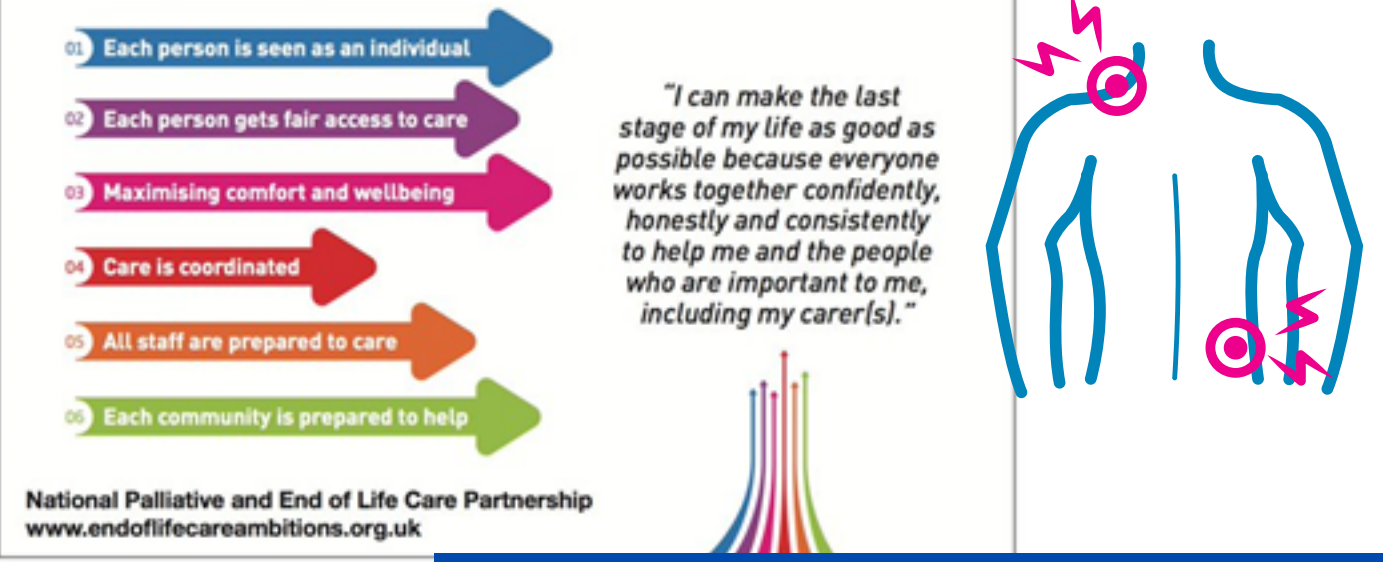 01 Each person is seen as an individual
02 Each person gets fair access to care
03 Maximising comfort and wellbeing
04 Care is coordinated
05 All staff are prepared to care
06 Each community is prepared to help
“I can make the last
stage of my life as good as
possible because everyone
works together confidently,
honestly and consistently
to help me and the people
who are important to me,
including my carer(s).”
National Palliative and End of Life Care Partnership
www.endoflifecareambitions.org.uk